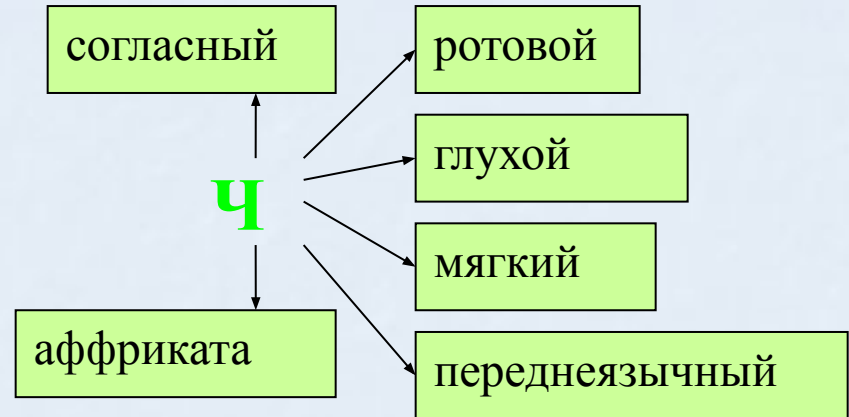 согласный
ротовой
глухой
ч
мягкий
аффриката
переднеязычный